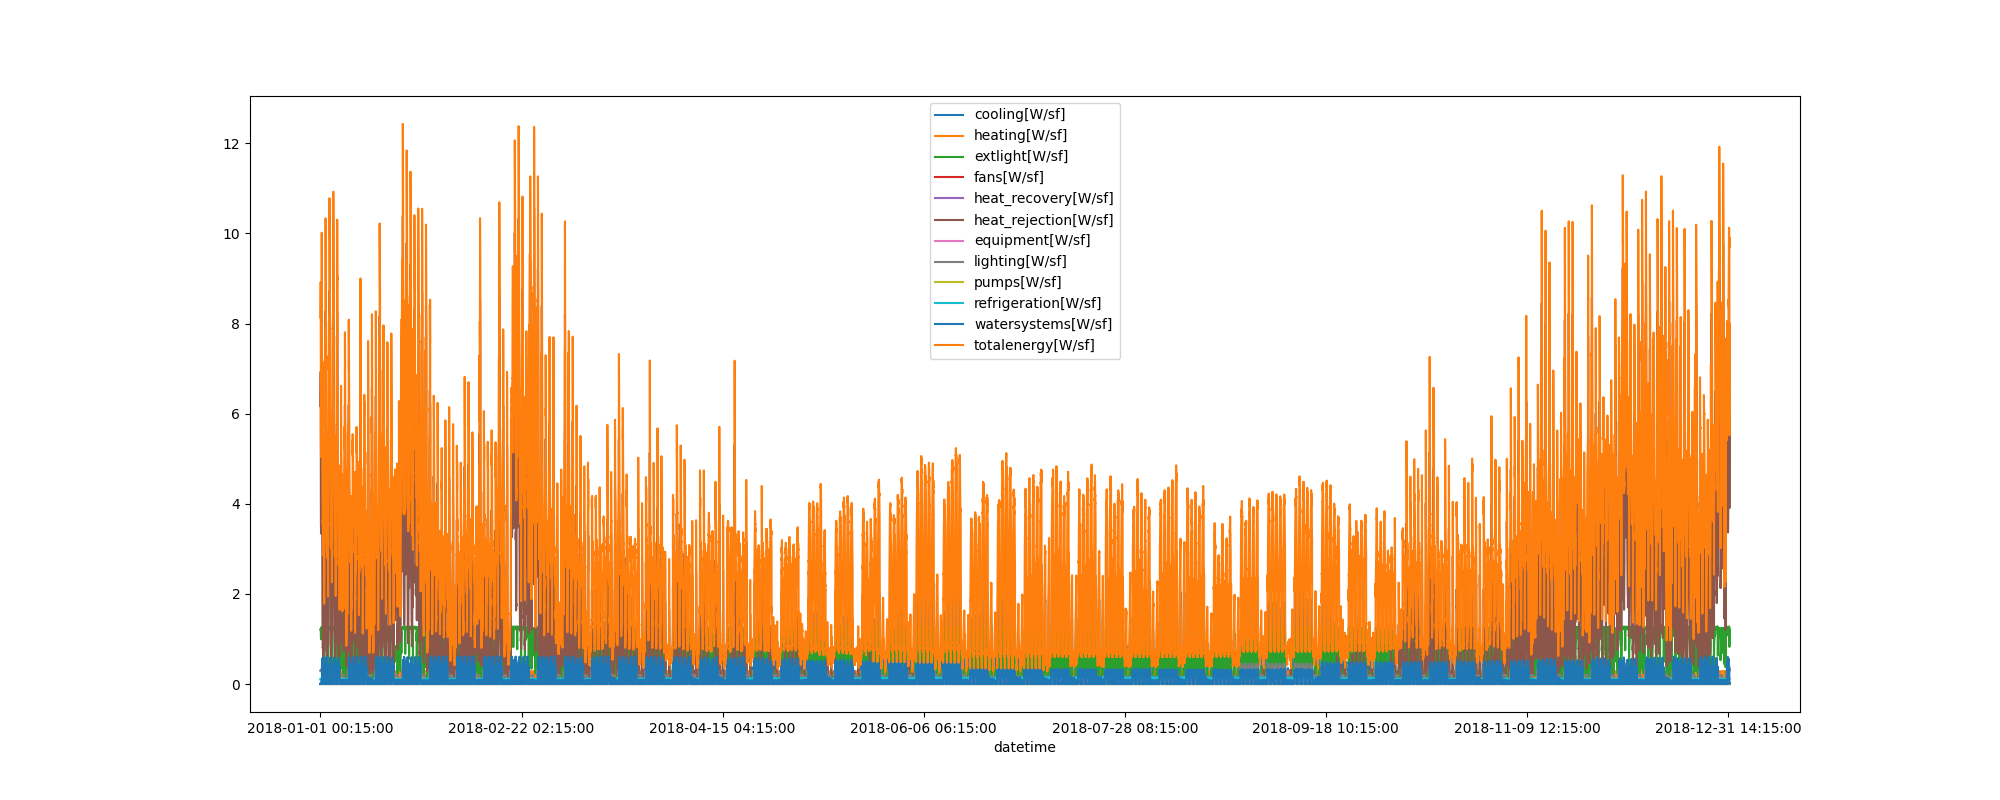 cooling[W/sf]
heating[W/sf]
extlight[W/sf]
fans[W/sf]
heat_recovery[W/sf]
heat_rejection[W/sf]
equipment[W/sf]
lighting[W/sf]
pumps[W/sf]
refrigeration[W/sf]
watersystems[W/sf]
totalenergy[W/sf]
12
10
8
6
4
2
0
2018-01-01 00:15:00 2018-02-22 02:15:00 2018-04-15 04:15:00 2018-06-06 06:15:00 2018-07-28 08:15:00 2018-09-18 10:15:00 2018-11-09 12:15:00 2018-12-31 14:15:00
datetime